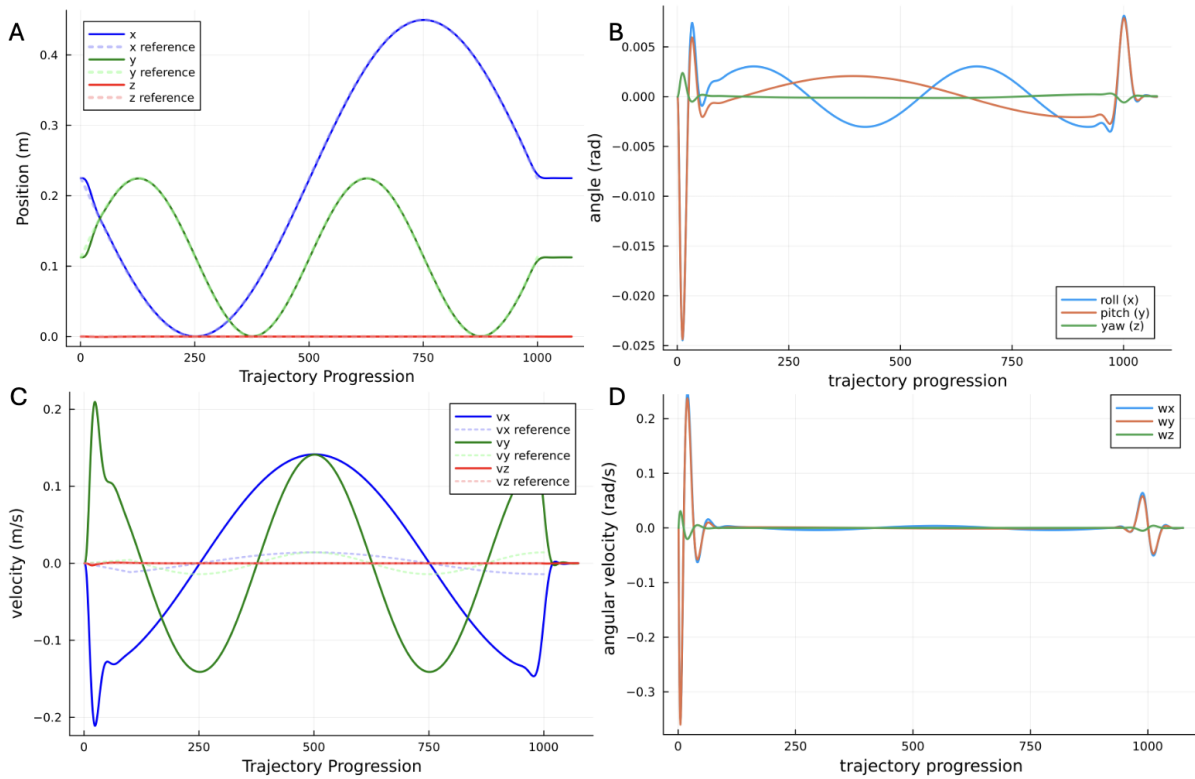 A
x
x reference
y
y reference
z
z reference
Position (m)
0.4
0.3
0.2
0.1
0.0
0
250
500
750
1000
Trajectory Progression
B
0.005
0.000
−0.005
−0.010
−0.015
−0.020
−0.025
angle (rad)
roll (x)
pitch (y)
yaw (z)
0
250
500
750
1000
trajectory progression
C
vx
vx reference
vy
vy reference
vz
vz reference
velocity (m/s)
0.2
0.1
0.0
−0.1
−0.2
0
250
500
750
1000
Trajectory Progression
D
wx
wy
wz
angular velocity (rad/s)
0.2
0.1
0.0
−0.1
−0.2
−0.3
0
250
500
750
1000
trajectory progression